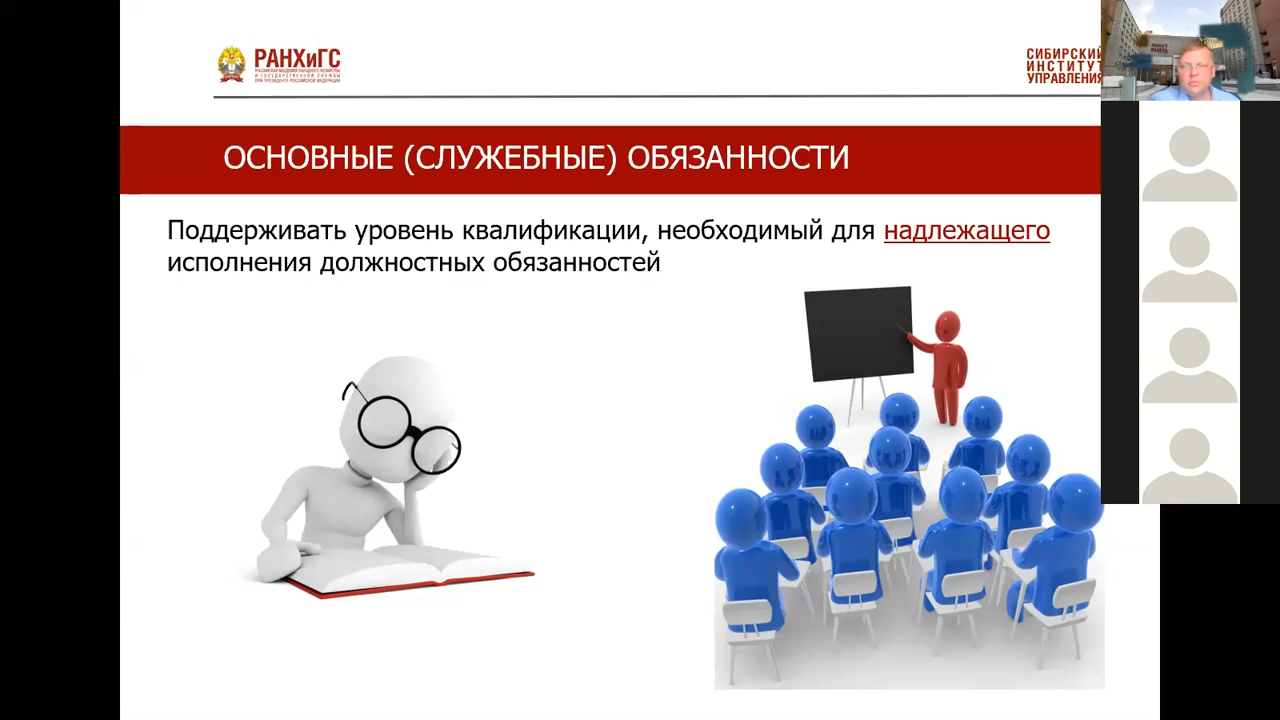 РАНХиГС
РОССИЙСКАЯ АКАДЕМИЯ НАРОДНОГО ХОЗЯЙСТВА
И ГОСУДАРСТВЕННОЙ СЛУЖБЫ
ПРИ ПРЕЗИДЕНТЕ РОССИЙСКОЙ ФЕДЕРАЦИИ
СИБИРСКИЙ
ИНСТИТУТ
УПРАВЛЕНИЯ
ОСНОВНЫЕ (СЛУЖЕБНЫЕ) ОБЯЗАННОСТИ
Поддерживать уровень квалификации, необходимый для надлежащего
исполнения должностных обязанностей